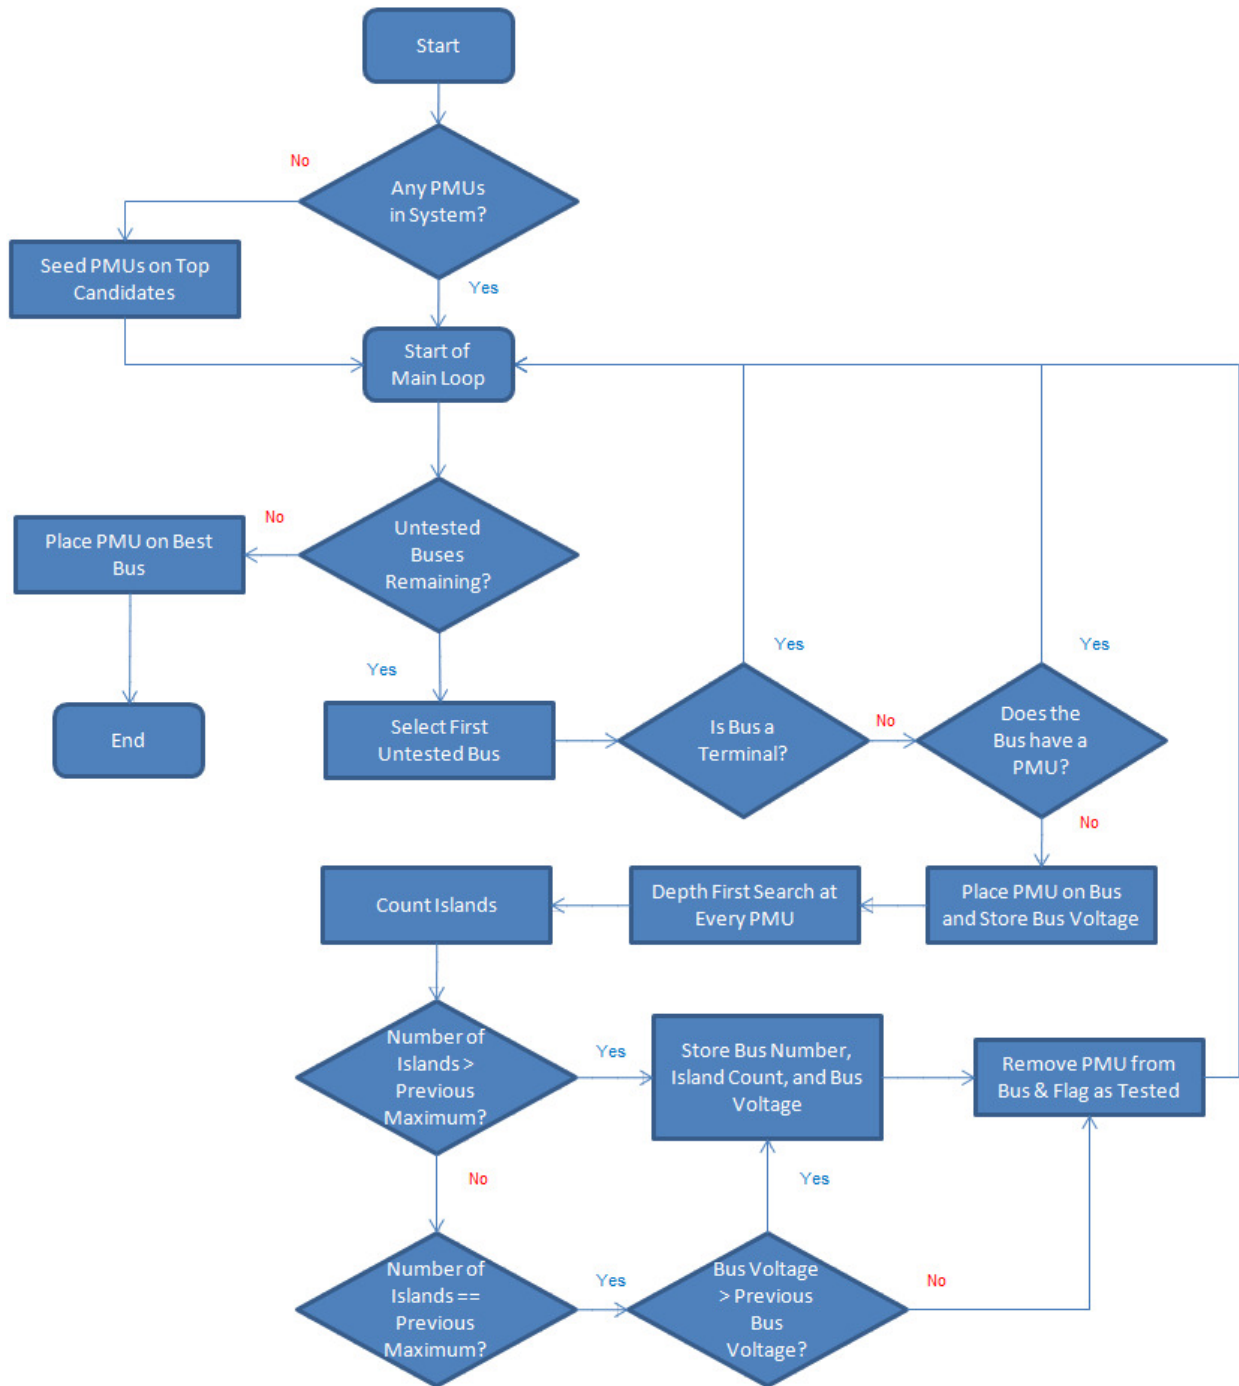 Start
No
Any PMUs
in System?
Seed PMUs on Top
Candidates
Yes
Start of
Main Loop
No
Untested
Buses
Remaining?
Place PMU on Best
Bus
Yes
Yes
Yes
End
Select First
Untested Bus
Is Bus a
Terminal?
No
Does the
Bus have a
PMU?
No
Count Islands
Depth First Search at
Every PMU
Place PMU on Bus
and Store Bus Voltage
Number of
Islands >
Previous
Maximum?
Yes
Store Bus Number,
Island Count, and Bus
Voltage
Remove PMU from
Bus & Flag as Tested
No
Yes
Number of
Islands ==
Previous
Maximum?
Yes
Bus Voltage
> Previous
Bus
Voltage?
No